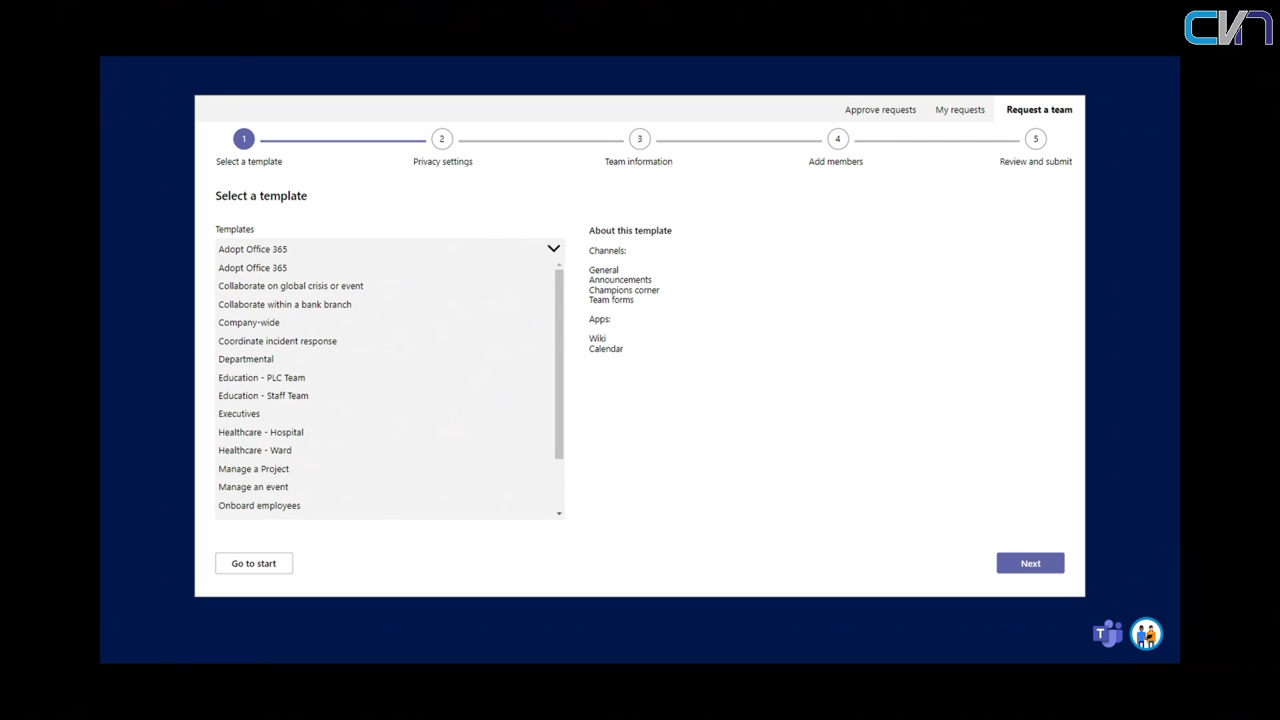 CVN
Approve requests
My requests
Request a team
1
2
3
4
5
Select a template
Privacy settings
Team information
Add members
Review and submit
Select a template
Templates
Adopt Office 365
Adopt Office 365
Collaborate on global crisis or event
Collaborate within a bank branch
Company-wide
Coordinate incident response
Departmental
Education - PLC Team
Education - Staff Team
Executives
Healthcare - Hospital
Healthcare - Ward
Manage a Project
Manage an event
Onboard employees
About this template
Channels:
General
Announcements
Champions corner
Team forms
Apps:
Wiki
Calendar
Go to start
Next
T